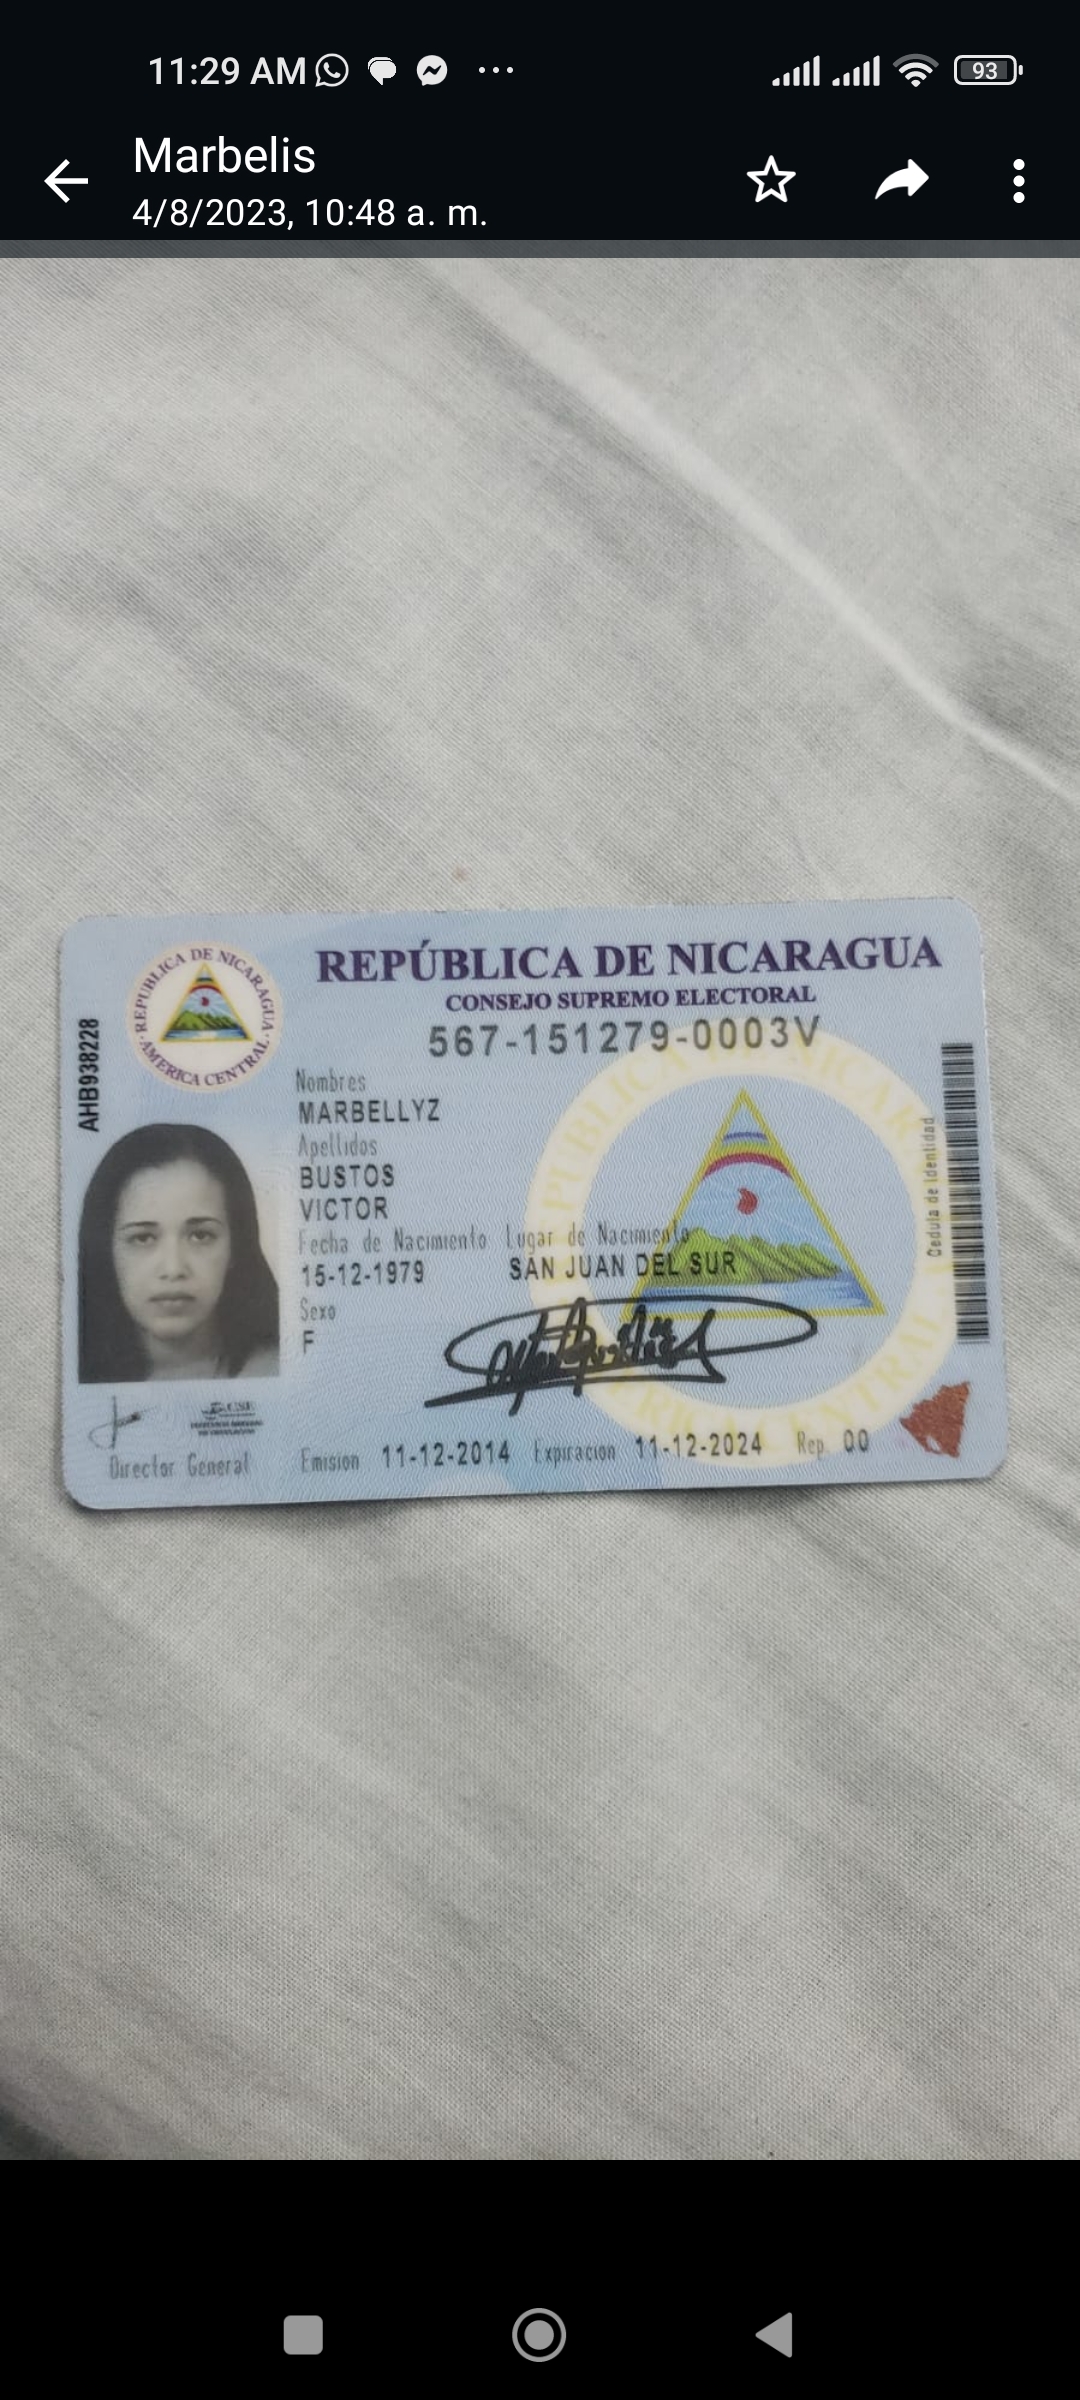 11:29 AM
93
Marbelis
4/8/2023, 10:48 a. m.
REPÚBLICA DE NICARAGUA
AMERICA CENTRAL
REPÚBLICA DE NICARAGUA
CONSEJO SUPREMO ELECTORAL
567-151279-0003V
AHB938228
Nombres
MARBELLYZ
Apellidos
BUSTOS
VICTOR
Fecha de Nacimiento Lugar de Nacimiento
15-12-1979 SAN JUAN DEL SUR
Sexo
F
Cedula de Identidad
CSE
Director General
Emision 11-12-2014 Expiracion 11-12-2024 Rep. 00